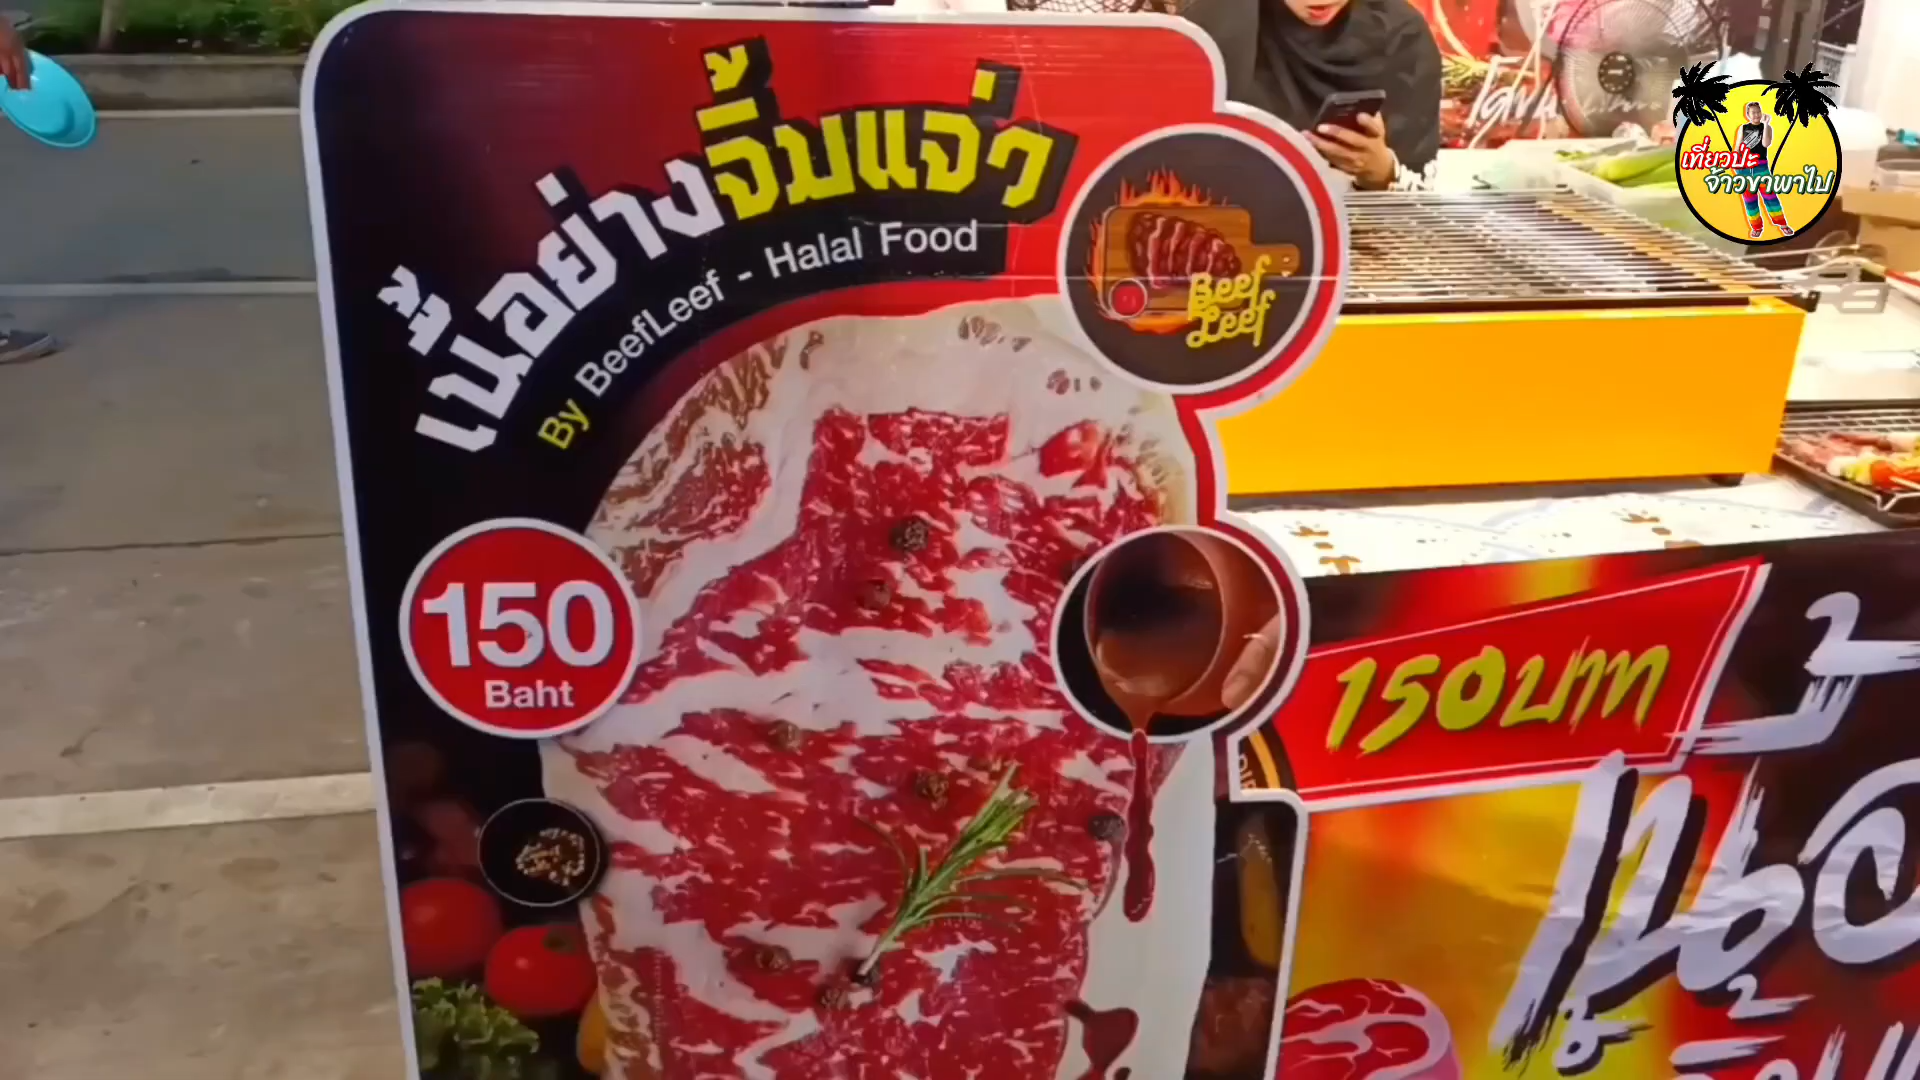 เนื้อย่างจิ้มแจ่ว
By BeefLeef - Halal Food
Beef
Leef
150
Baht
150บาท
เที่ยวปะ
จ้าวขาพาไป